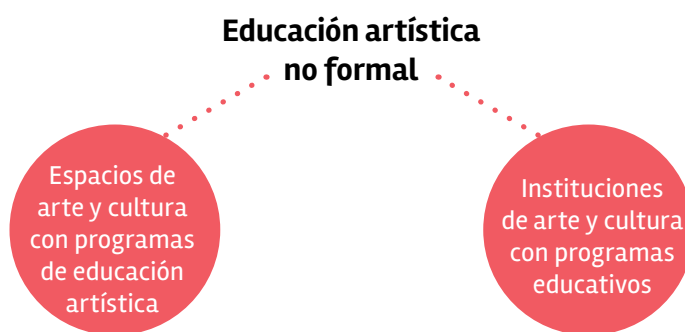 Educación artística
no formal
Espacios de
arte y cultura
con programas
de educación
artística
Instituciones
de arte y cultura
con programas
educativos